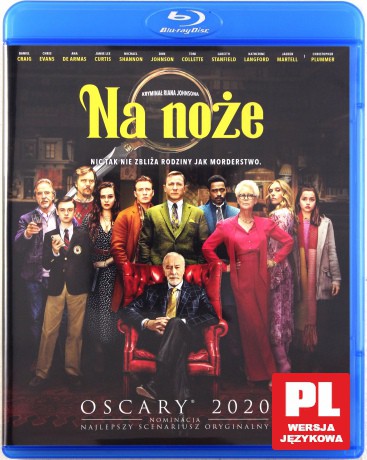 Blu-ray Disc
DANIEL CRAIG CHRIS EVANS ANA DE ARMAS JAMIE LEE CURTIS MICHAEL SHANNON DON JOHNSON TONI COLLETTE LAKEITH STANFIELD KATHERINE LANGFORD JAEDEN MARTELL I CHRISTOPHER PLUMMER
KRYMINAŁ RIANA JOHNSONA
Na noże
NIC TAK NIE ZBLIŻA RODZINY JAK MORDERSTWO.
OSCARY® 2020
NOMINACJA
NAJLEPSZY SCENARIUSZ ORYGINALNY
PL
WERSJA
JĘZYKOWA